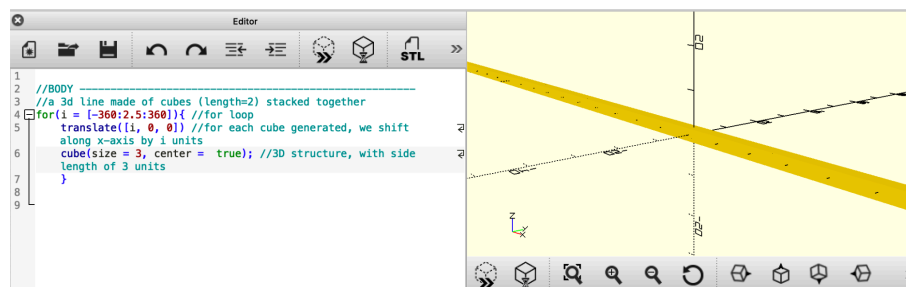 Editor
STL
1
2 //BODY ------------------------------------------------------
3 //a 3d line made of cubes (length=2) stacked together
4 for(i = [-360:2.5:360]){ //for loop
5 translate([i, 0, 0]) //for each cube generated, we shift
along x-axis by i units
6 cube(size = 3, center =  true); //3D structure, with side
length of 3 units
7 }
8
9
20
-20
Z
Y
X